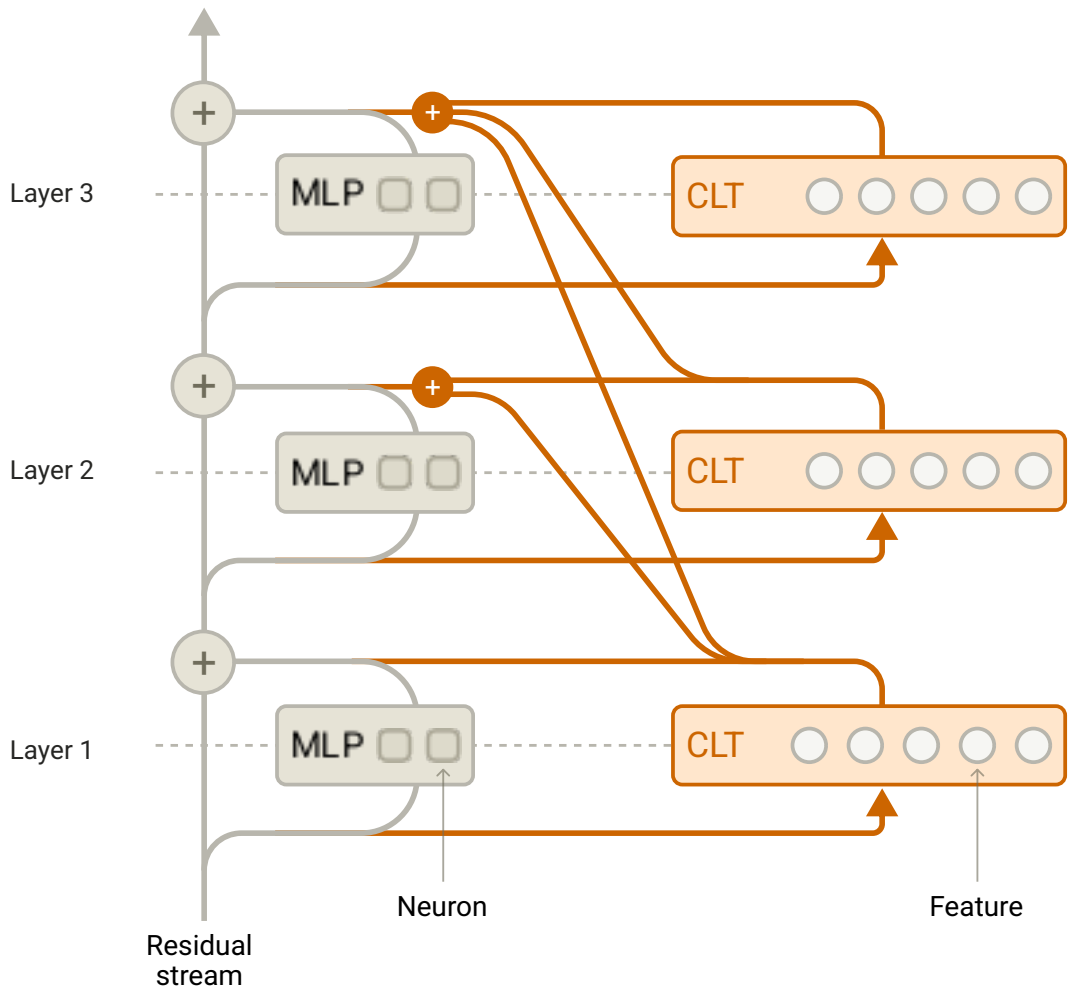 +
+
Layer 3
MLP
CLT
+
+
Layer 2
MLP
CLT
+
Layer 1
MLP
CLT
Neuron
Feature
Residual
stream